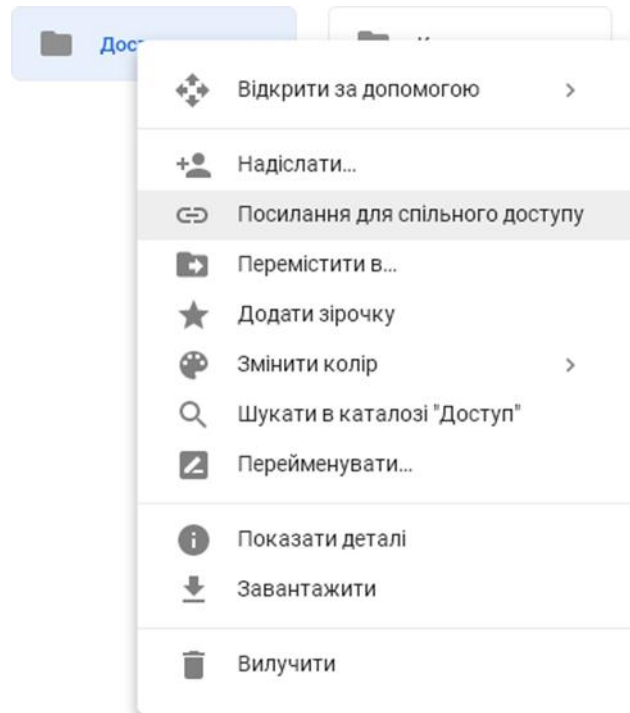 Відкрити за допомогою
Надіслати...
Посилання для спільного доступу
Перемістити в...
Додати зірочку
Змінити колір
Шукати в каталозі "Доступ"
Перейменувати...
Показати деталі
Завантажити
Вилучити